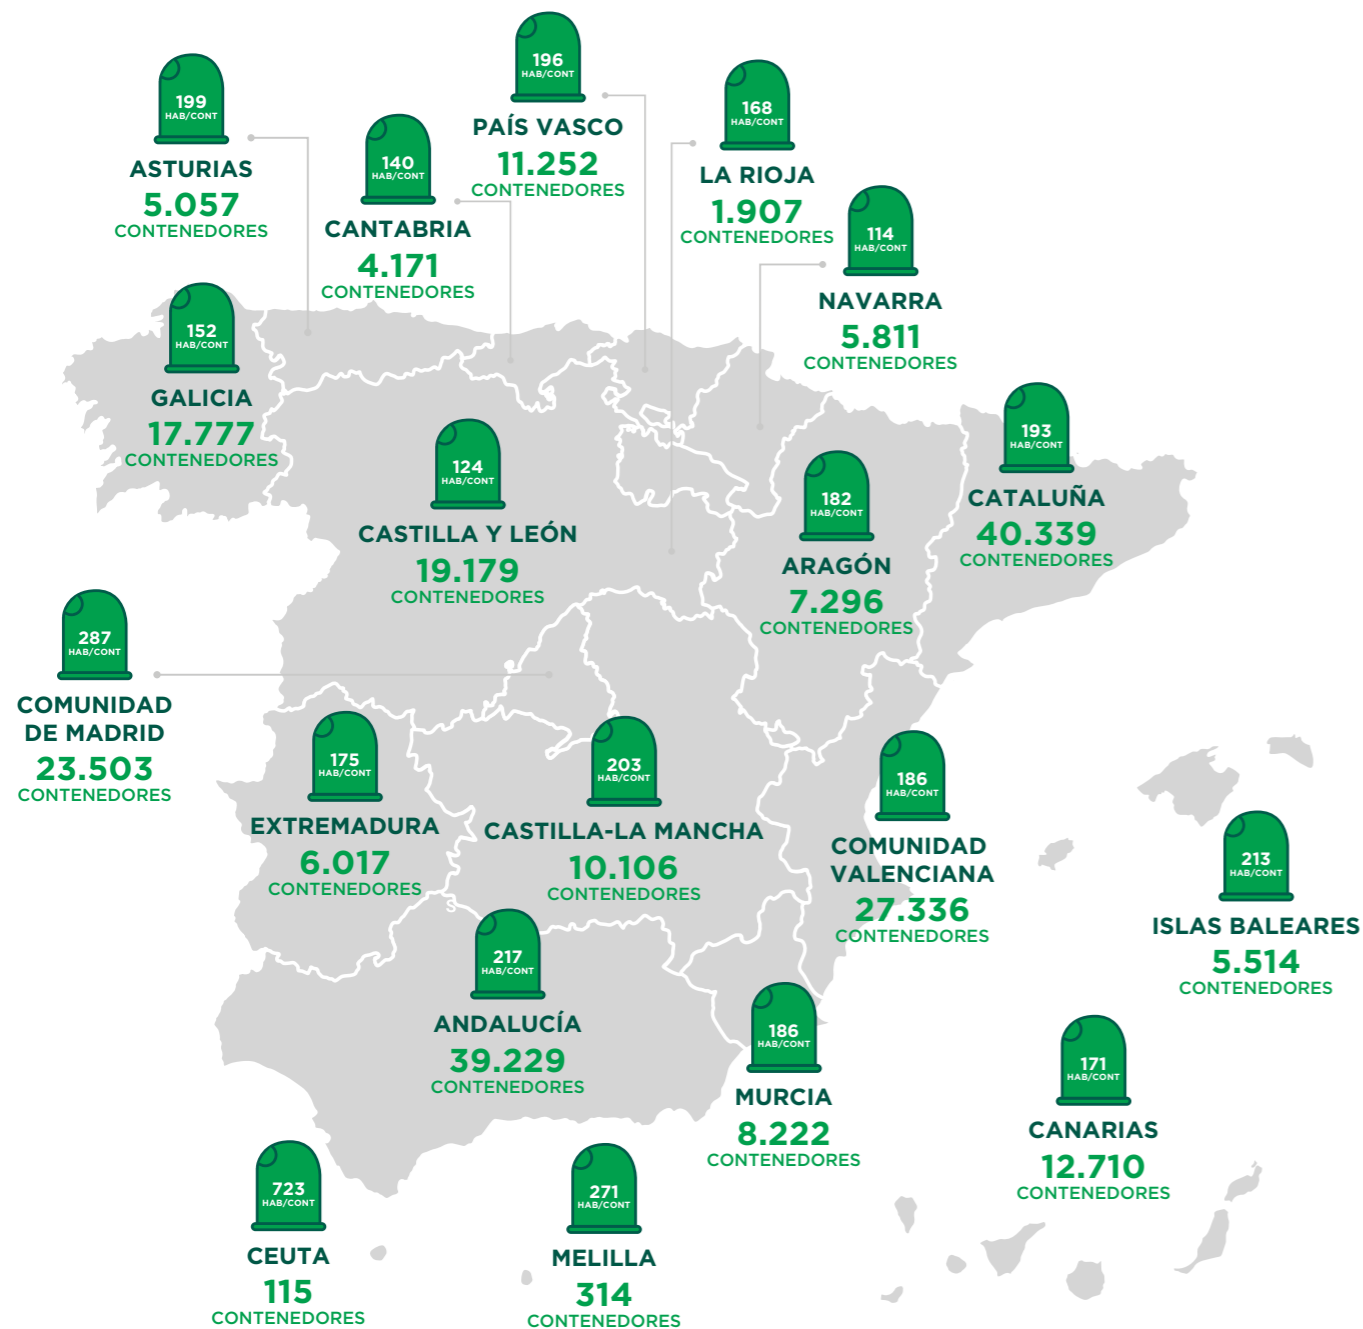 196
HAB/CONT
PAÍS VASCO
11.252
CONTENEDORES
199
HAB/CONT
ASTURIAS
5.057
CONTENEDORES
168
HAB/CONT
LA RIOJA
1.907
CONTENEDORES
140
HAB/CONT
CANTABRIA
4.171
CONTENEDORES
114
HAB/CONT
NAVARRA
5.811
CONTENEDORES
152
HAB/CONT
GALICIA
17.777
CONTENEDORES
193
HAB/CONT
CATALUÑA
40.339
CONTENEDORES
124
HAB/CONT
CASTILLA Y LEÓN
19.179
CONTENEDORES
182
HAB/CONT
ARAGÓN
7.296
CONTENEDORES
287
HAB/CONT
COMUNIDAD
DE MADRID
23.503
CONTENEDORES
175
HAB/CONT
EXTREMADURA
6.017
CONTENEDORES
203
HAB/CONT
CASTILLA-LA MANCHA
10.106
CONTENEDORES
186
HAB/CONT
COMUNIDAD
VALENCIANA
27.336
CONTENEDORES
213
HAB/CONT
ISLAS BALEARES
5.514
CONTENEDORES
S
217
HAB/CONT
ANDALUCÍA
39.229
CONTENEDORES
186
HAB/CONT
MURCIA
8.222
CONTENEDORES
171
HAB/CONT
CANARIAS
12.710
CONTENEDORES
723
HAB/CONT
CEUTA
115
CONTENEDORES
271
HAB/CONT
MELILLA
314
CONTENEDORES